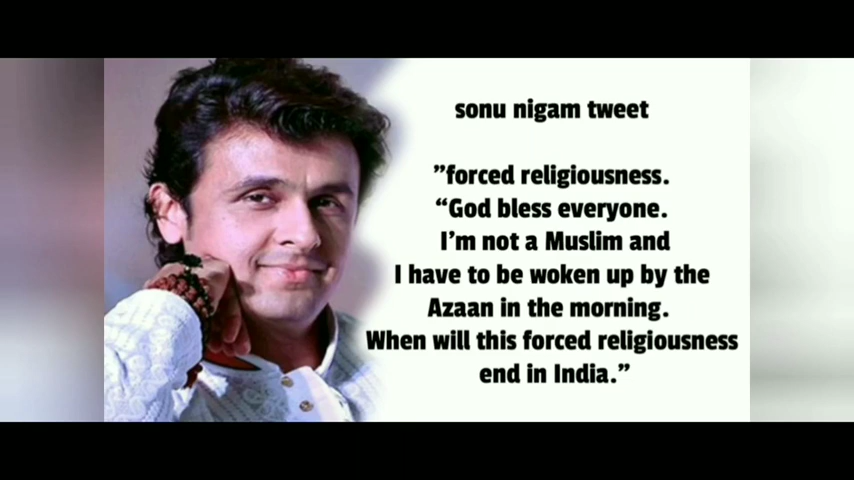 sonu nigam tweet
”forced religiousness.
“God bless everyone.
I’m not a Muslim and
I have to be woken up by the
Azaan in the morning.
When will this forced religiousness
end in India.”